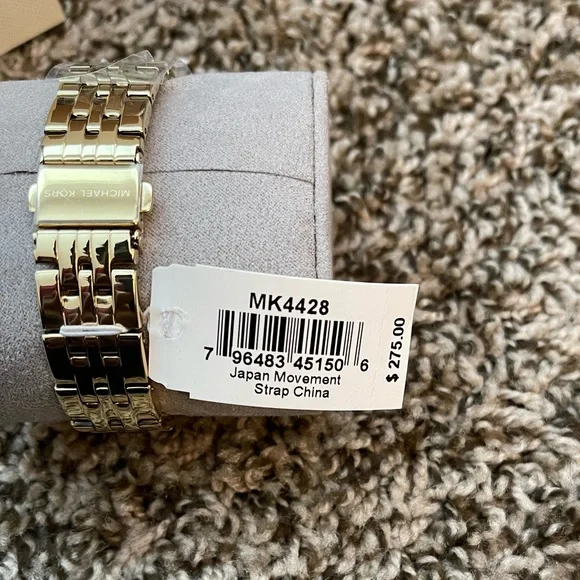 MICHAEL KORS
MK4428
7 96483 45150 6
Japan Movement
Strap China
$ 275.00